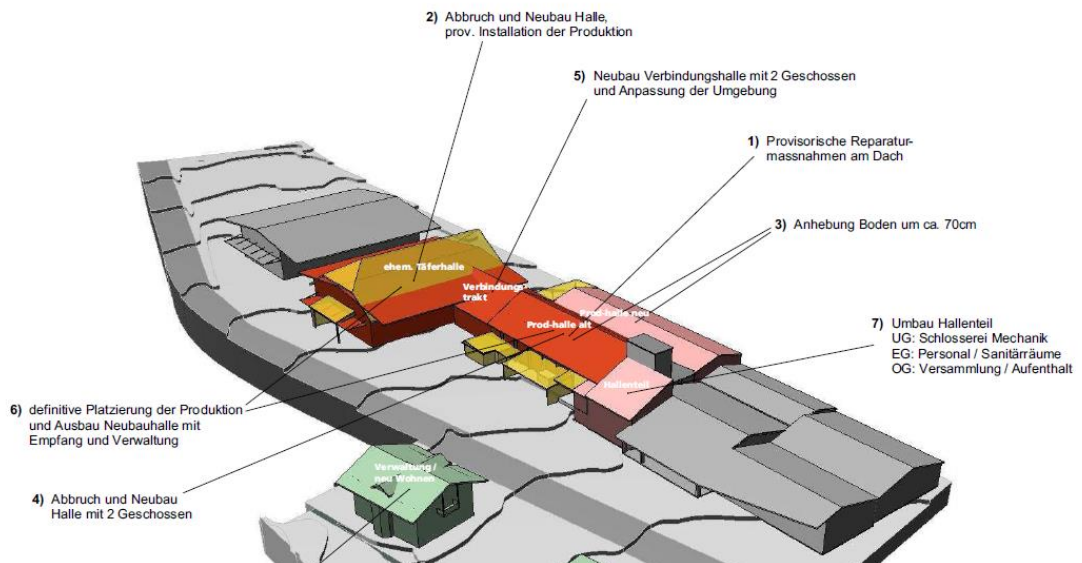 2) Abbruch und Neubau Halle,
prov. Installation der Produktion
5) Neubau Verbindungshalle mit 2 Geschossen
und Anpassung der Umgebung
1) Provisorische Reparatur-
massnahmen am Dach
3) Anhebung Boden um ca. 70cm
ehem. Täferhalle
Verbindungs-
trakt
Prod-halle neu
Prod-halle alt
Hallenteil
7) Umbau Hallenteil
UG: Schlosserei Mechanik
EG: Personal / Sanitärräume
OG: Versammlung / Aufenthalt
6) definitive Platzierung der Produktion
und Ausbau Neubauhalle mit
Empfang und Verwaltung
Verwaltung /
neu Wohnen
4) Abbruch und Neubau
Halle mit 2 Geschossen